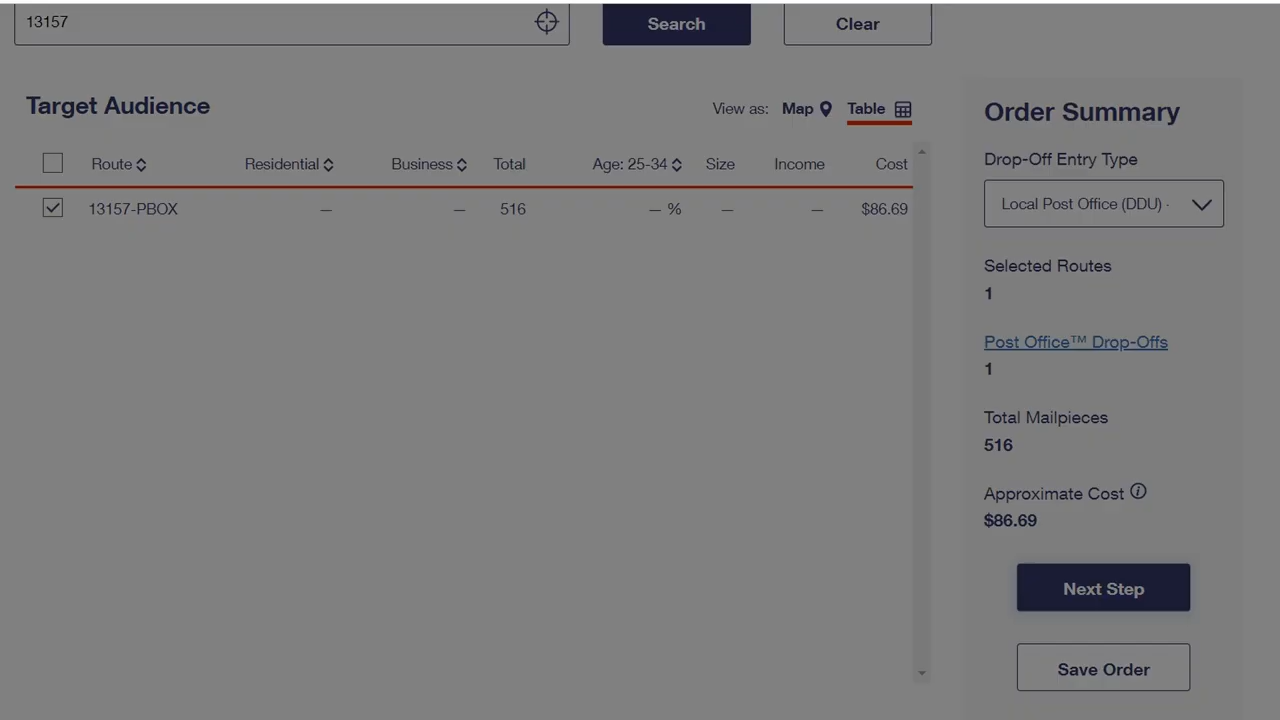 13157
Search
Clear
Target Audience
View as: Map Table
Route Residential Business Total Age: 25-34 Size Income Cost
13157-PBOX — — 516 — % — — $86.69
Order Summary
Drop-Off Entry Type
Local Post Office (DDU) ·
Selected Routes
1
Post Office™ Drop-Offs
1
Total Mailpieces
516
Approximate Cost
$86.69
Next Step
Save Order